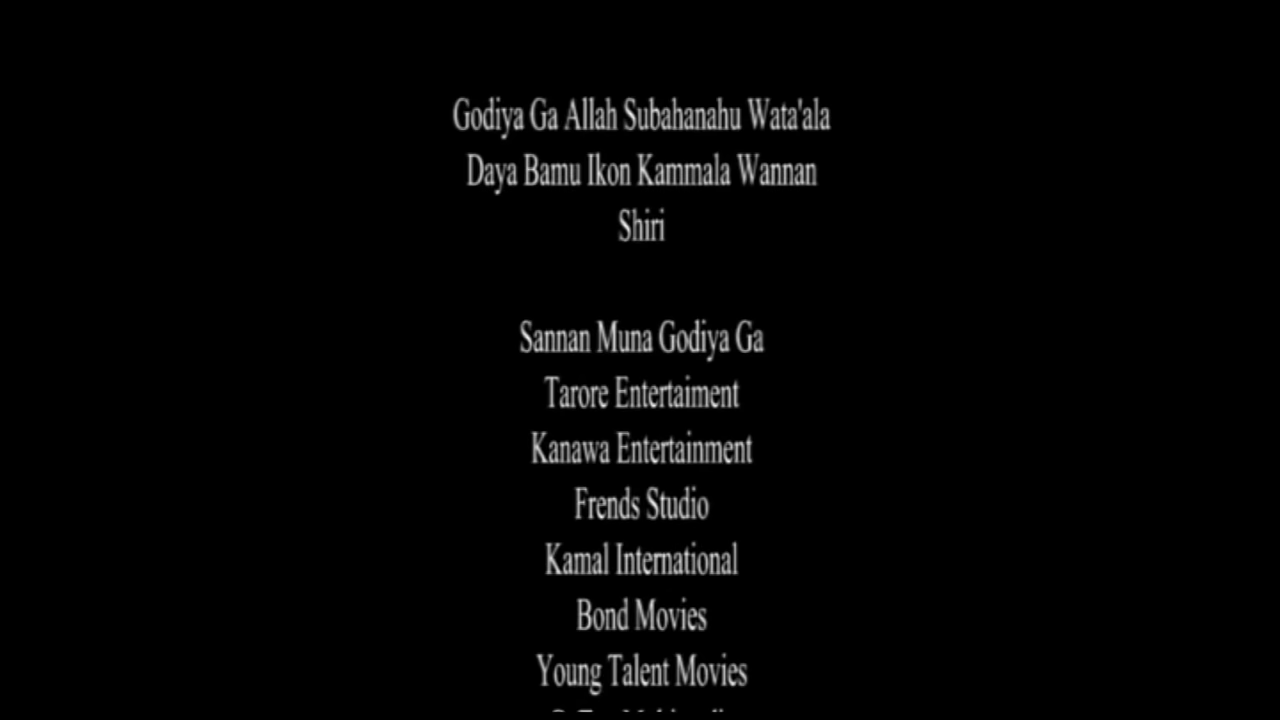 Godiya Ga Allah Subahanahu Wata'ala
Daya Bamu Ikon Kammala Wannan
Shiri
Sannan Muna Godiya Ga
Tarore Entertaiment
Kanawa Entertainment
Frends Studio
Kamal International
Bond Movies
Young Talent Movies